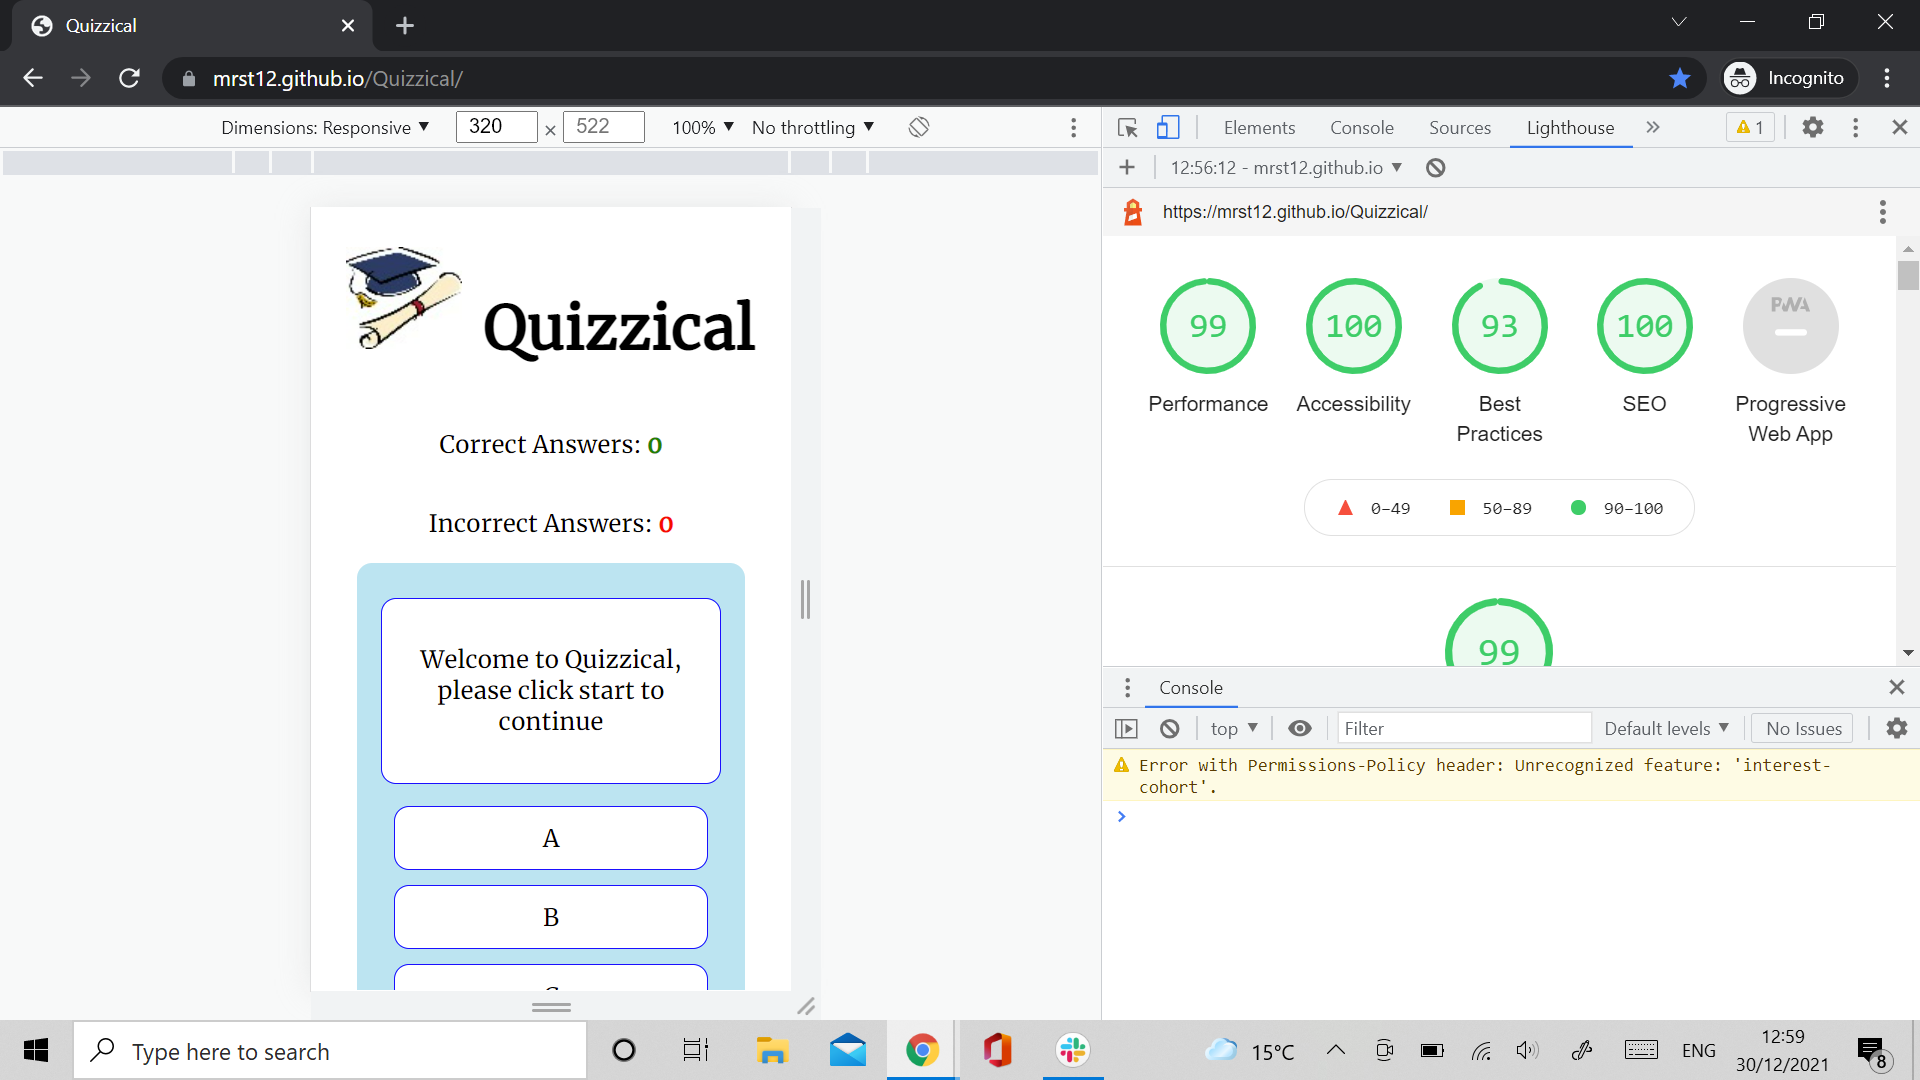 Quizzical
mrst12.github.io/Quizzical/
Incognito
Dimensions: Responsive 320 × 522 100% No throttling
Elements Console Sources Lighthouse 1
12:56:12 - mrst12.github.io
https://mrst12.github.io/Quizzical/
Quizzical
Correct Answers: 0
Incorrect Answers: 0
Welcome to Quizzical,
please click start to
continue
A
B
99 100 93 100 PWA
Performance Accessibility Best Practices SEO Progressive Web App
0–49 50–89 90–100
99
Console
top Filter Default levels No Issues
Error with Permissions-Policy header: Unrecognized feature: 'interest-
cohort'.
Type here to search
15°C ENG
12:59
30/12/2021
8